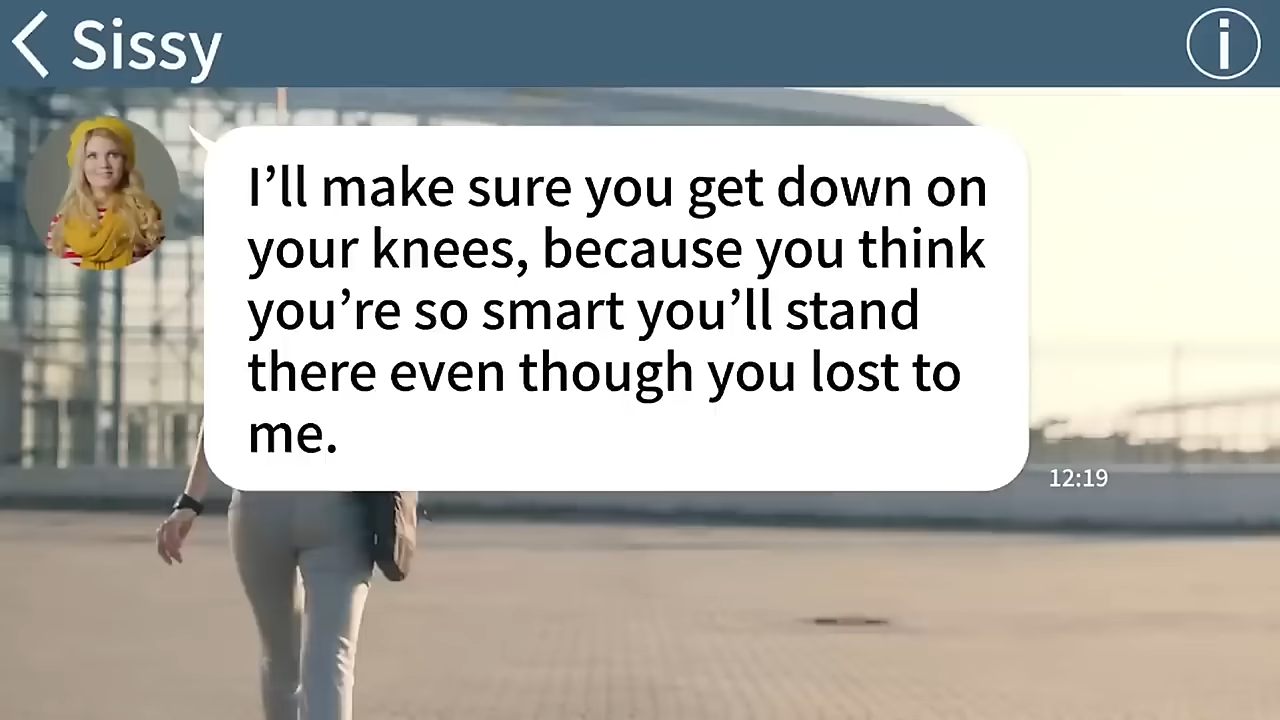 Sissy
I’ll make sure you get down on
your knees, because you think
you’re so smart you’ll stand
there even though you lost to
me.
12:19